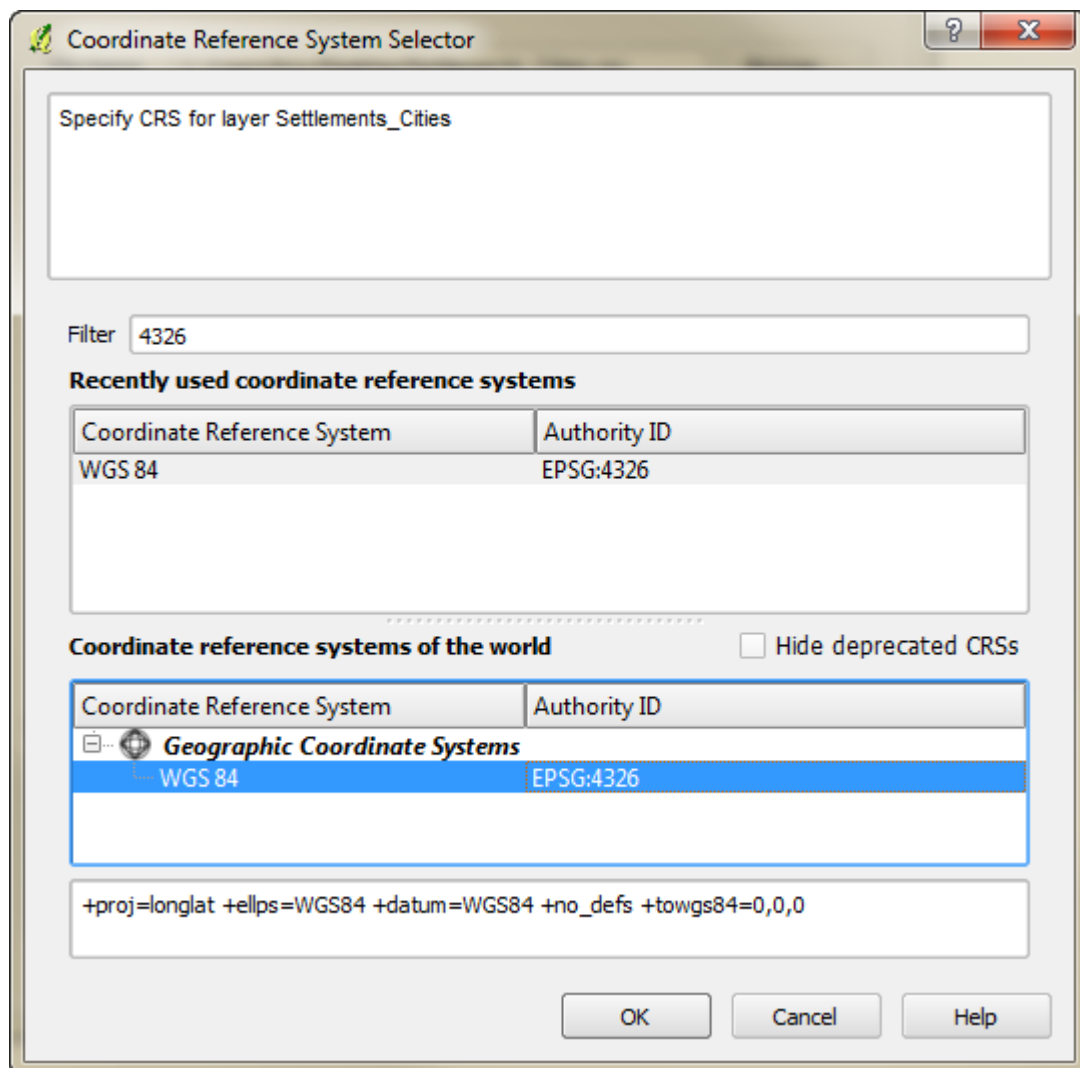 Coordinate Reference System Selector
Specify CRS for layer Settlements_Cities
Filter 4326
Recently used coordinate reference systems
Coordinate Reference System Authority ID
WGS 84 EPSG:4326
Coordinate reference systems of the world Hide deprecated CRSs
Coordinate Reference System Authority ID
Geographic Coordinate Systems
WGS 84 EPSG:4326
+proj=longlat +ellps=WGS84 +datum=WGS84 +no_defs +towgs84=0,0,0
OK Cancel Help